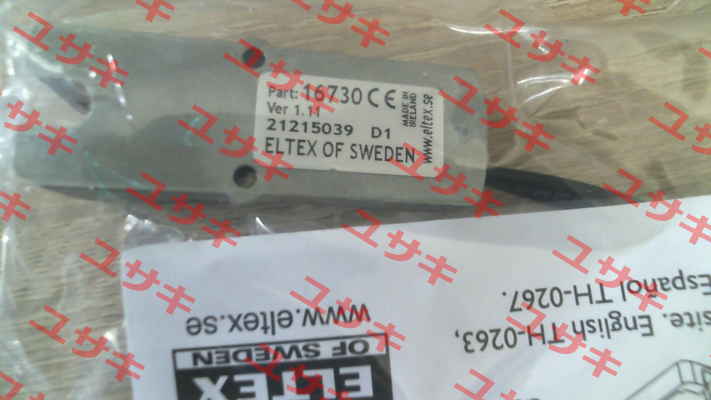 Part: 16730 CE
Ver 1.11
21215039 D1
ELTEX OF SWEDEN
MADE IN
IRELAND
www.eltex.se
site. English TH-0263,
Español TH-0267.
www.eltex.se
ELTEX
OF SWEDEN
ユサキ